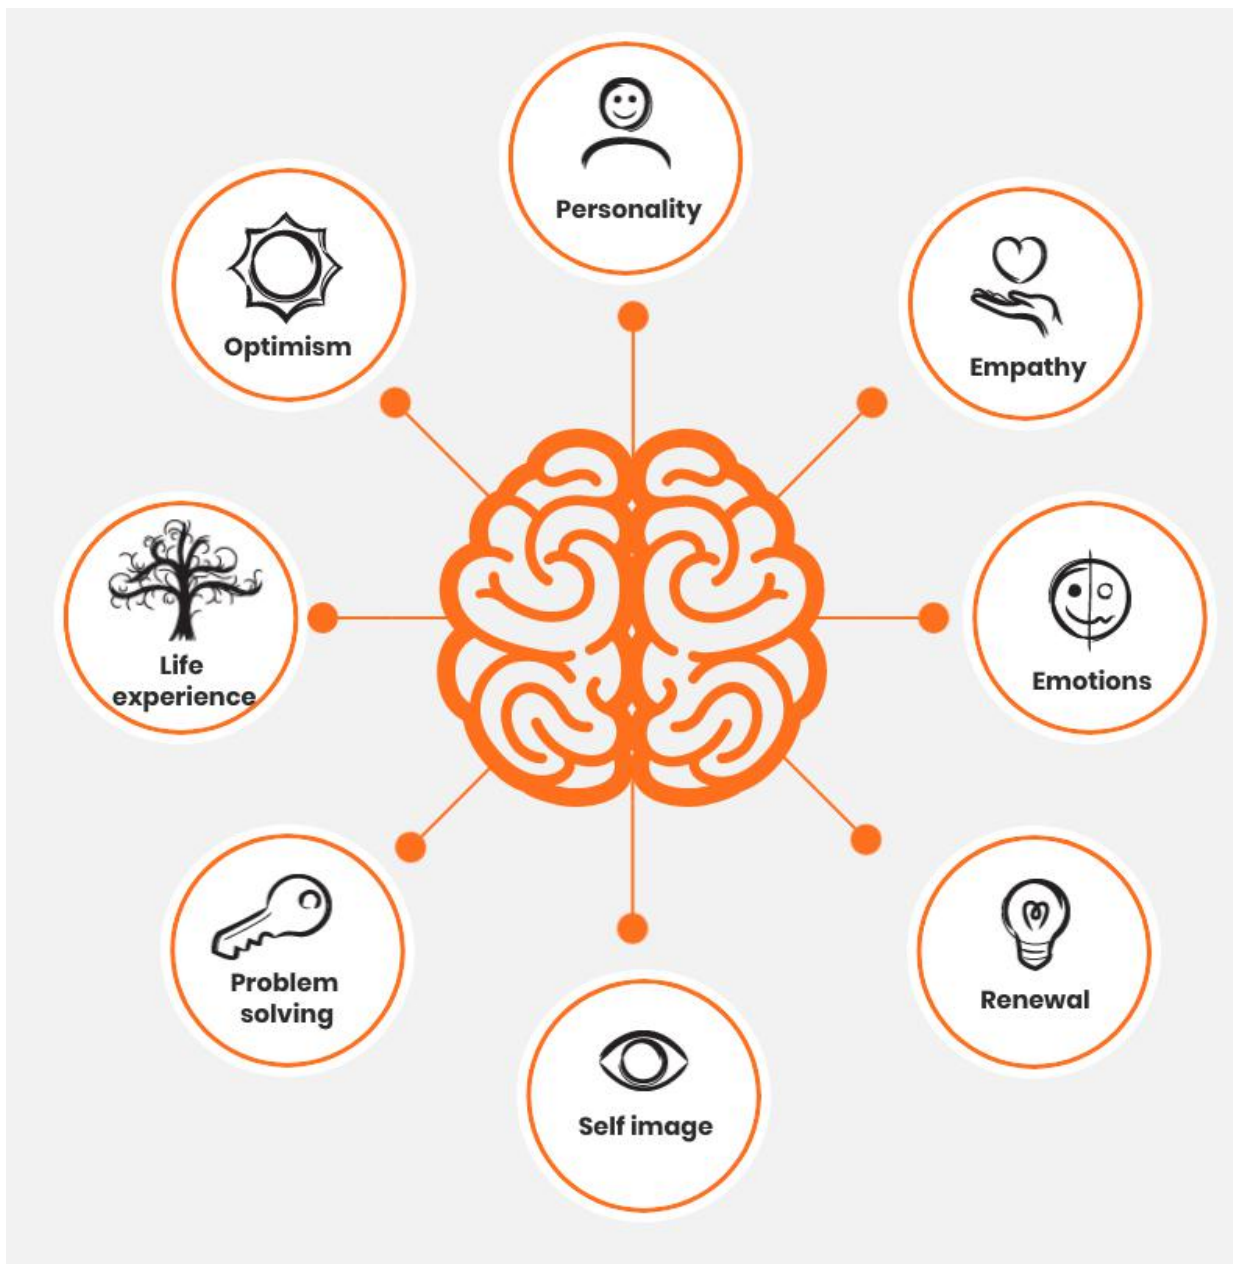 Personality
Optimism
Empathy
Life
experience
Emotions
Problem
solving
Renewal
Self image